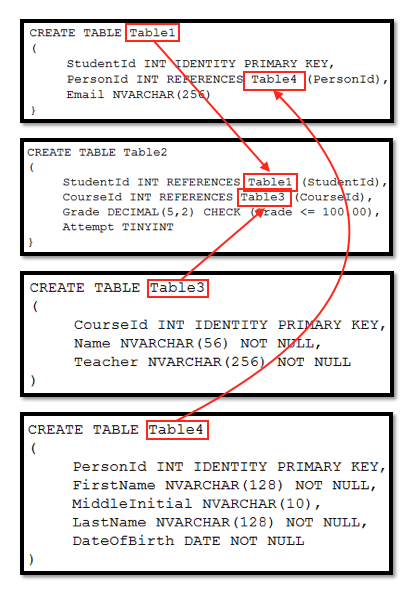 CREATE TABLE Table1
(
StudentId INT IDENTITY PRIMARY KEY,
PersonId INT REFERENCES Table4 (PersonId),
Email NVARCHAR(256)
}
CREATE TABLE Table2
(
StudentId INT REFERENCES Table1 (StudentId),
CourseId INT REFERENCES Table3 (CourseId),
Grade DECIMAL(5,2) CHECK (Grade <= 100.00),
Attempt TINYINT
}
CREATE TABLE Table3
(
CourseId INT IDENTITY PRIMARY KEY,
Name NVARCHAR(56) NOT NULL,
Teacher NVARCHAR(256) NOT NULL
)
CREATE TABLE Table4
(
PersonId INT IDENTITY PRIMARY KEY,
FirstName NVARCHAR(128) NOT NULL,
MiddleInitial NVARCHAR(10),
LastName NVARCHAR(128) NOT NULL,
DateOfBirth DATE NOT NULL
)